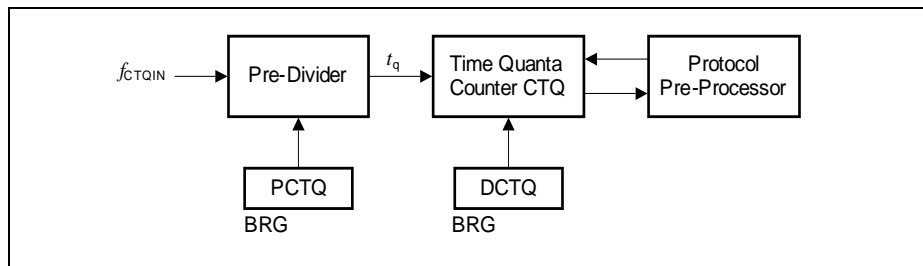 fCTQIN
Pre-Divider
tq
Time Quanta
Counter CTQ
Protocol
Pre-Processor
PCTQ
BRG
DCTQ
BRG